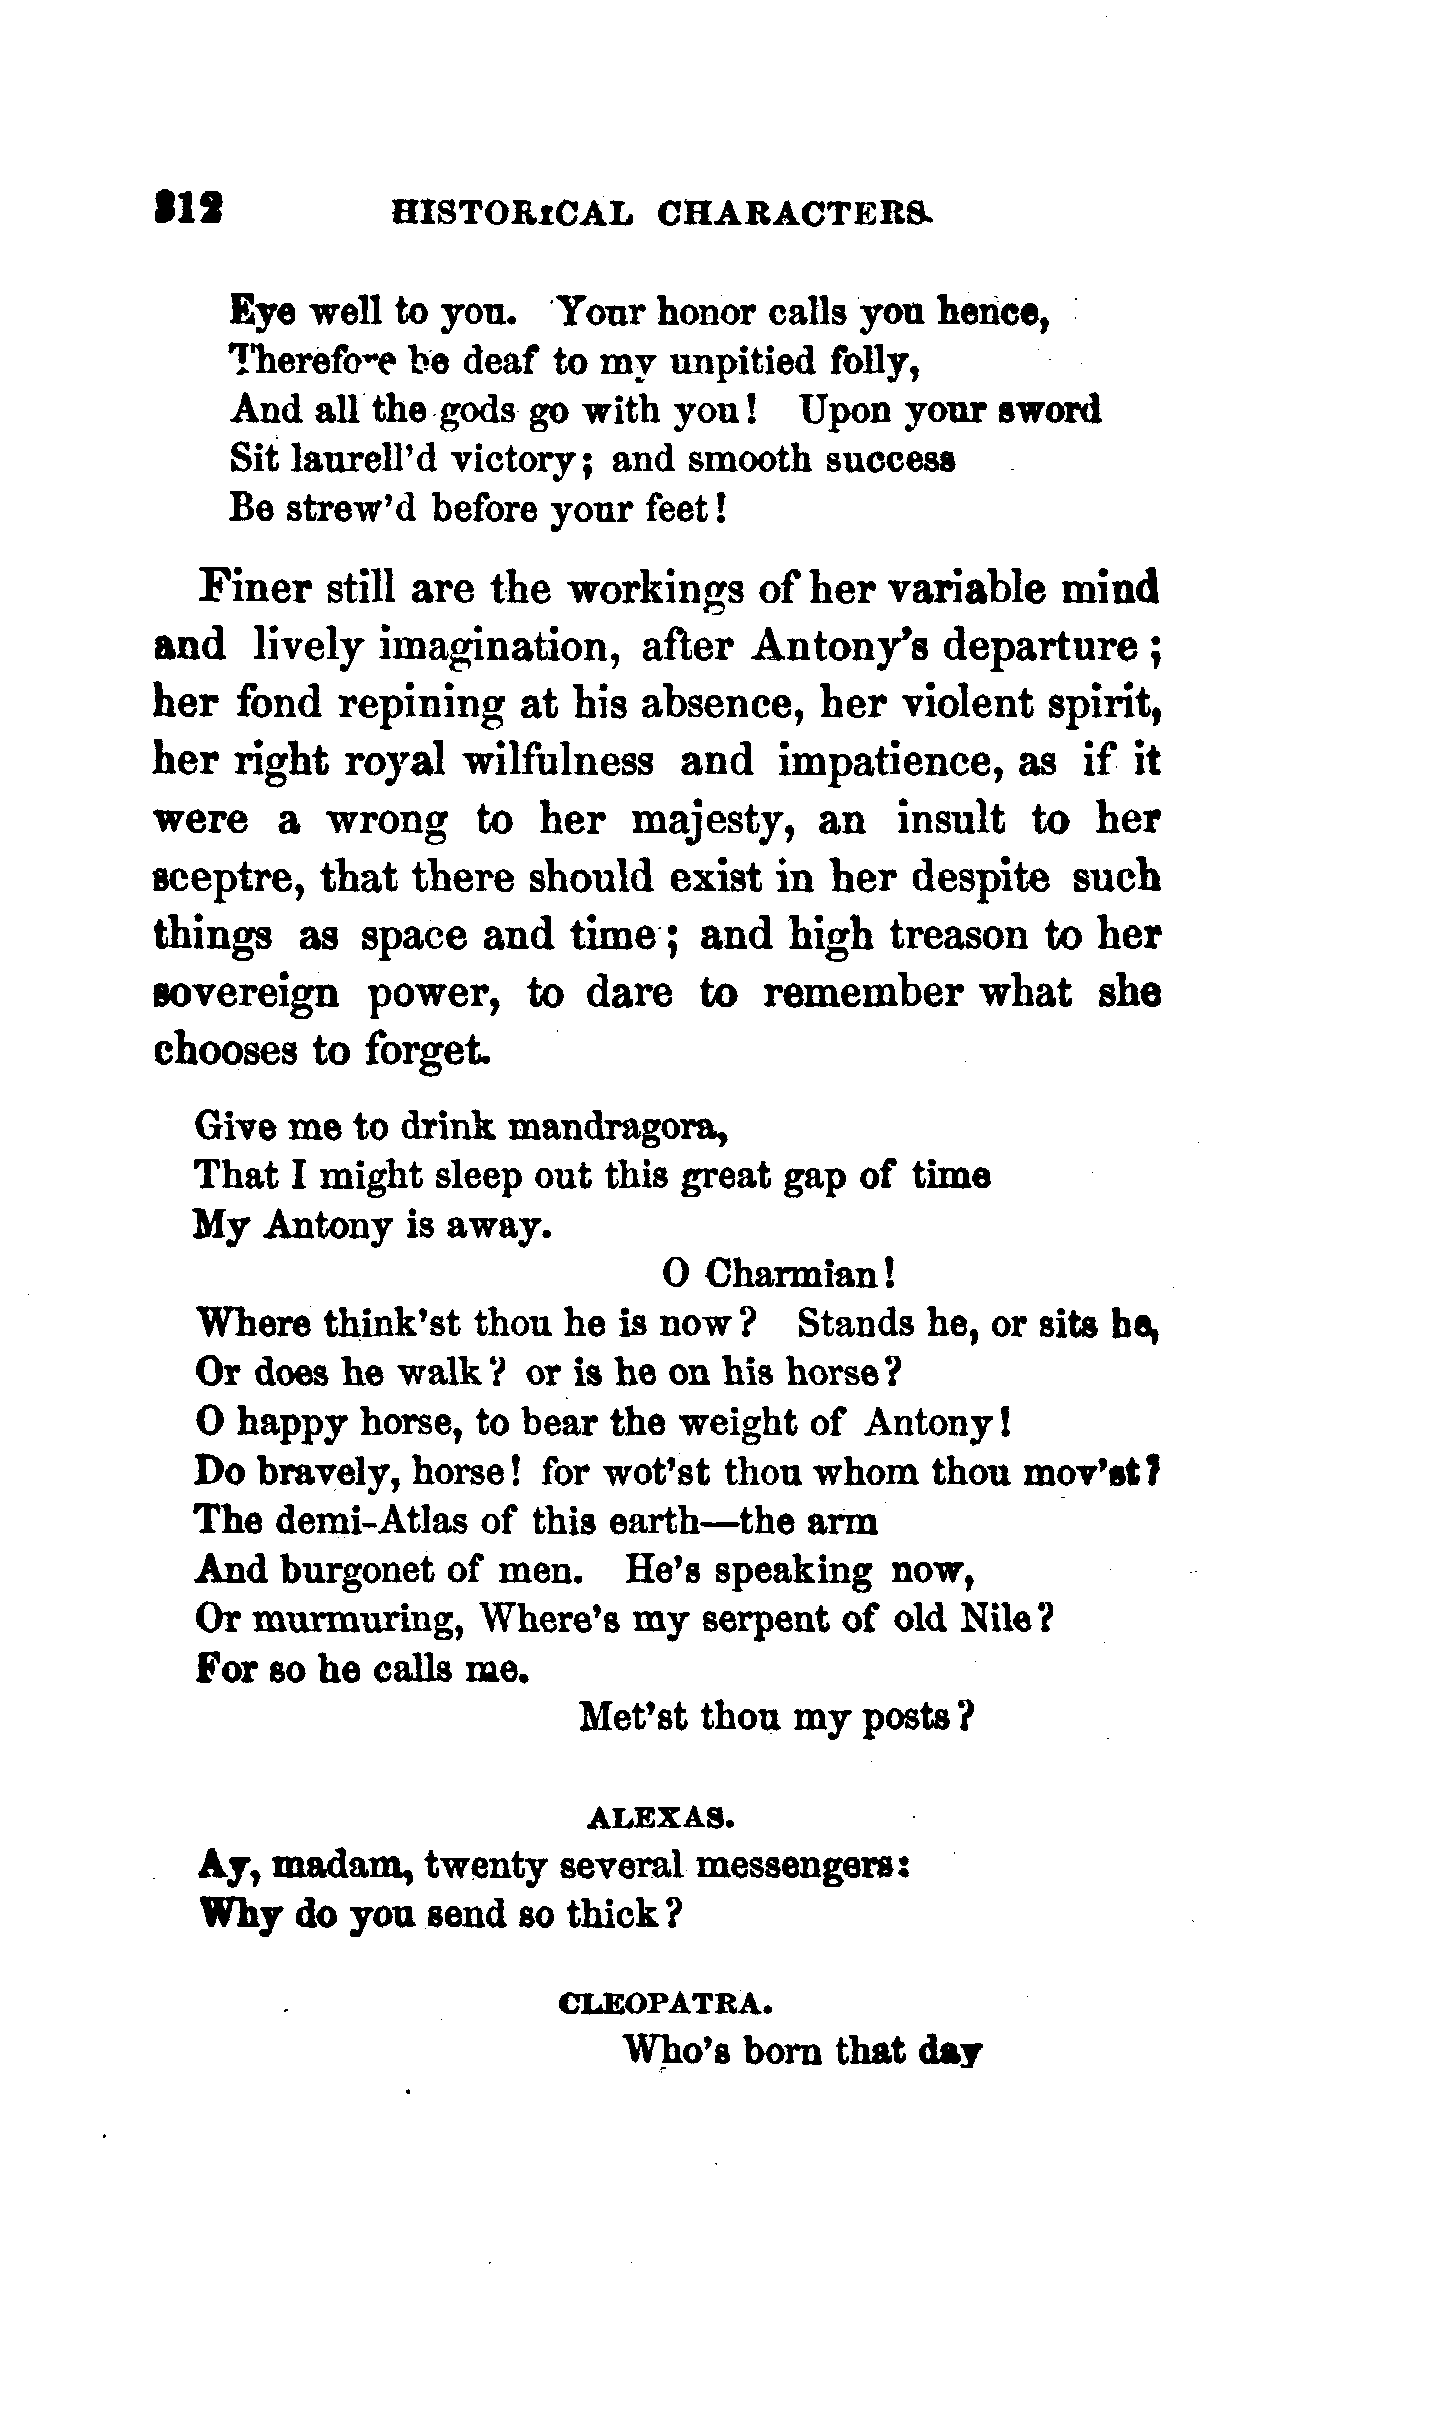 312 HISTORICAL CHARACTERS.
Eye well to you. Your honor calls you hence,
Therefore be deaf to my unpitied folly,
And all the gods go with you! Upon your sword
Sit laurell'd victory; and smooth success
Be strew'd before your feet!
Finer still are the workings of her variable mind
and lively imagination, after Antony's departure;
her fond repining at his absence, her violent spirit,
her right royal wilfulness and impatience, as if it
were a wrong to her majesty, an insult to her
sceptre, that there should exist in her despite such
things as space and time; and high treason to her
sovereign power, to dare to remember what she
chooses to forget.
Give me to drink mandragora,
That I might sleep out this great gap of time
My Antony is away.
O Charmian!
Where think'st thou he is now? Stands he, or sits he,
Or does he walk? or is he on his horse?
O happy horse, to bear the weight of Antony!
Do bravely, horse! for wot'st thou whom thou mov'st?
The demi-Atlas of this earth—the arm
And burgonet of men. He's speaking now,
Or murmuring, Where's my serpent of old Nile?
For so he calls me.
Met'st thou my posts?
ALEXAS.
Ay, madam, twenty several messengers:
Why do you send so thick?
CLEOPATRA.
Who's born that day